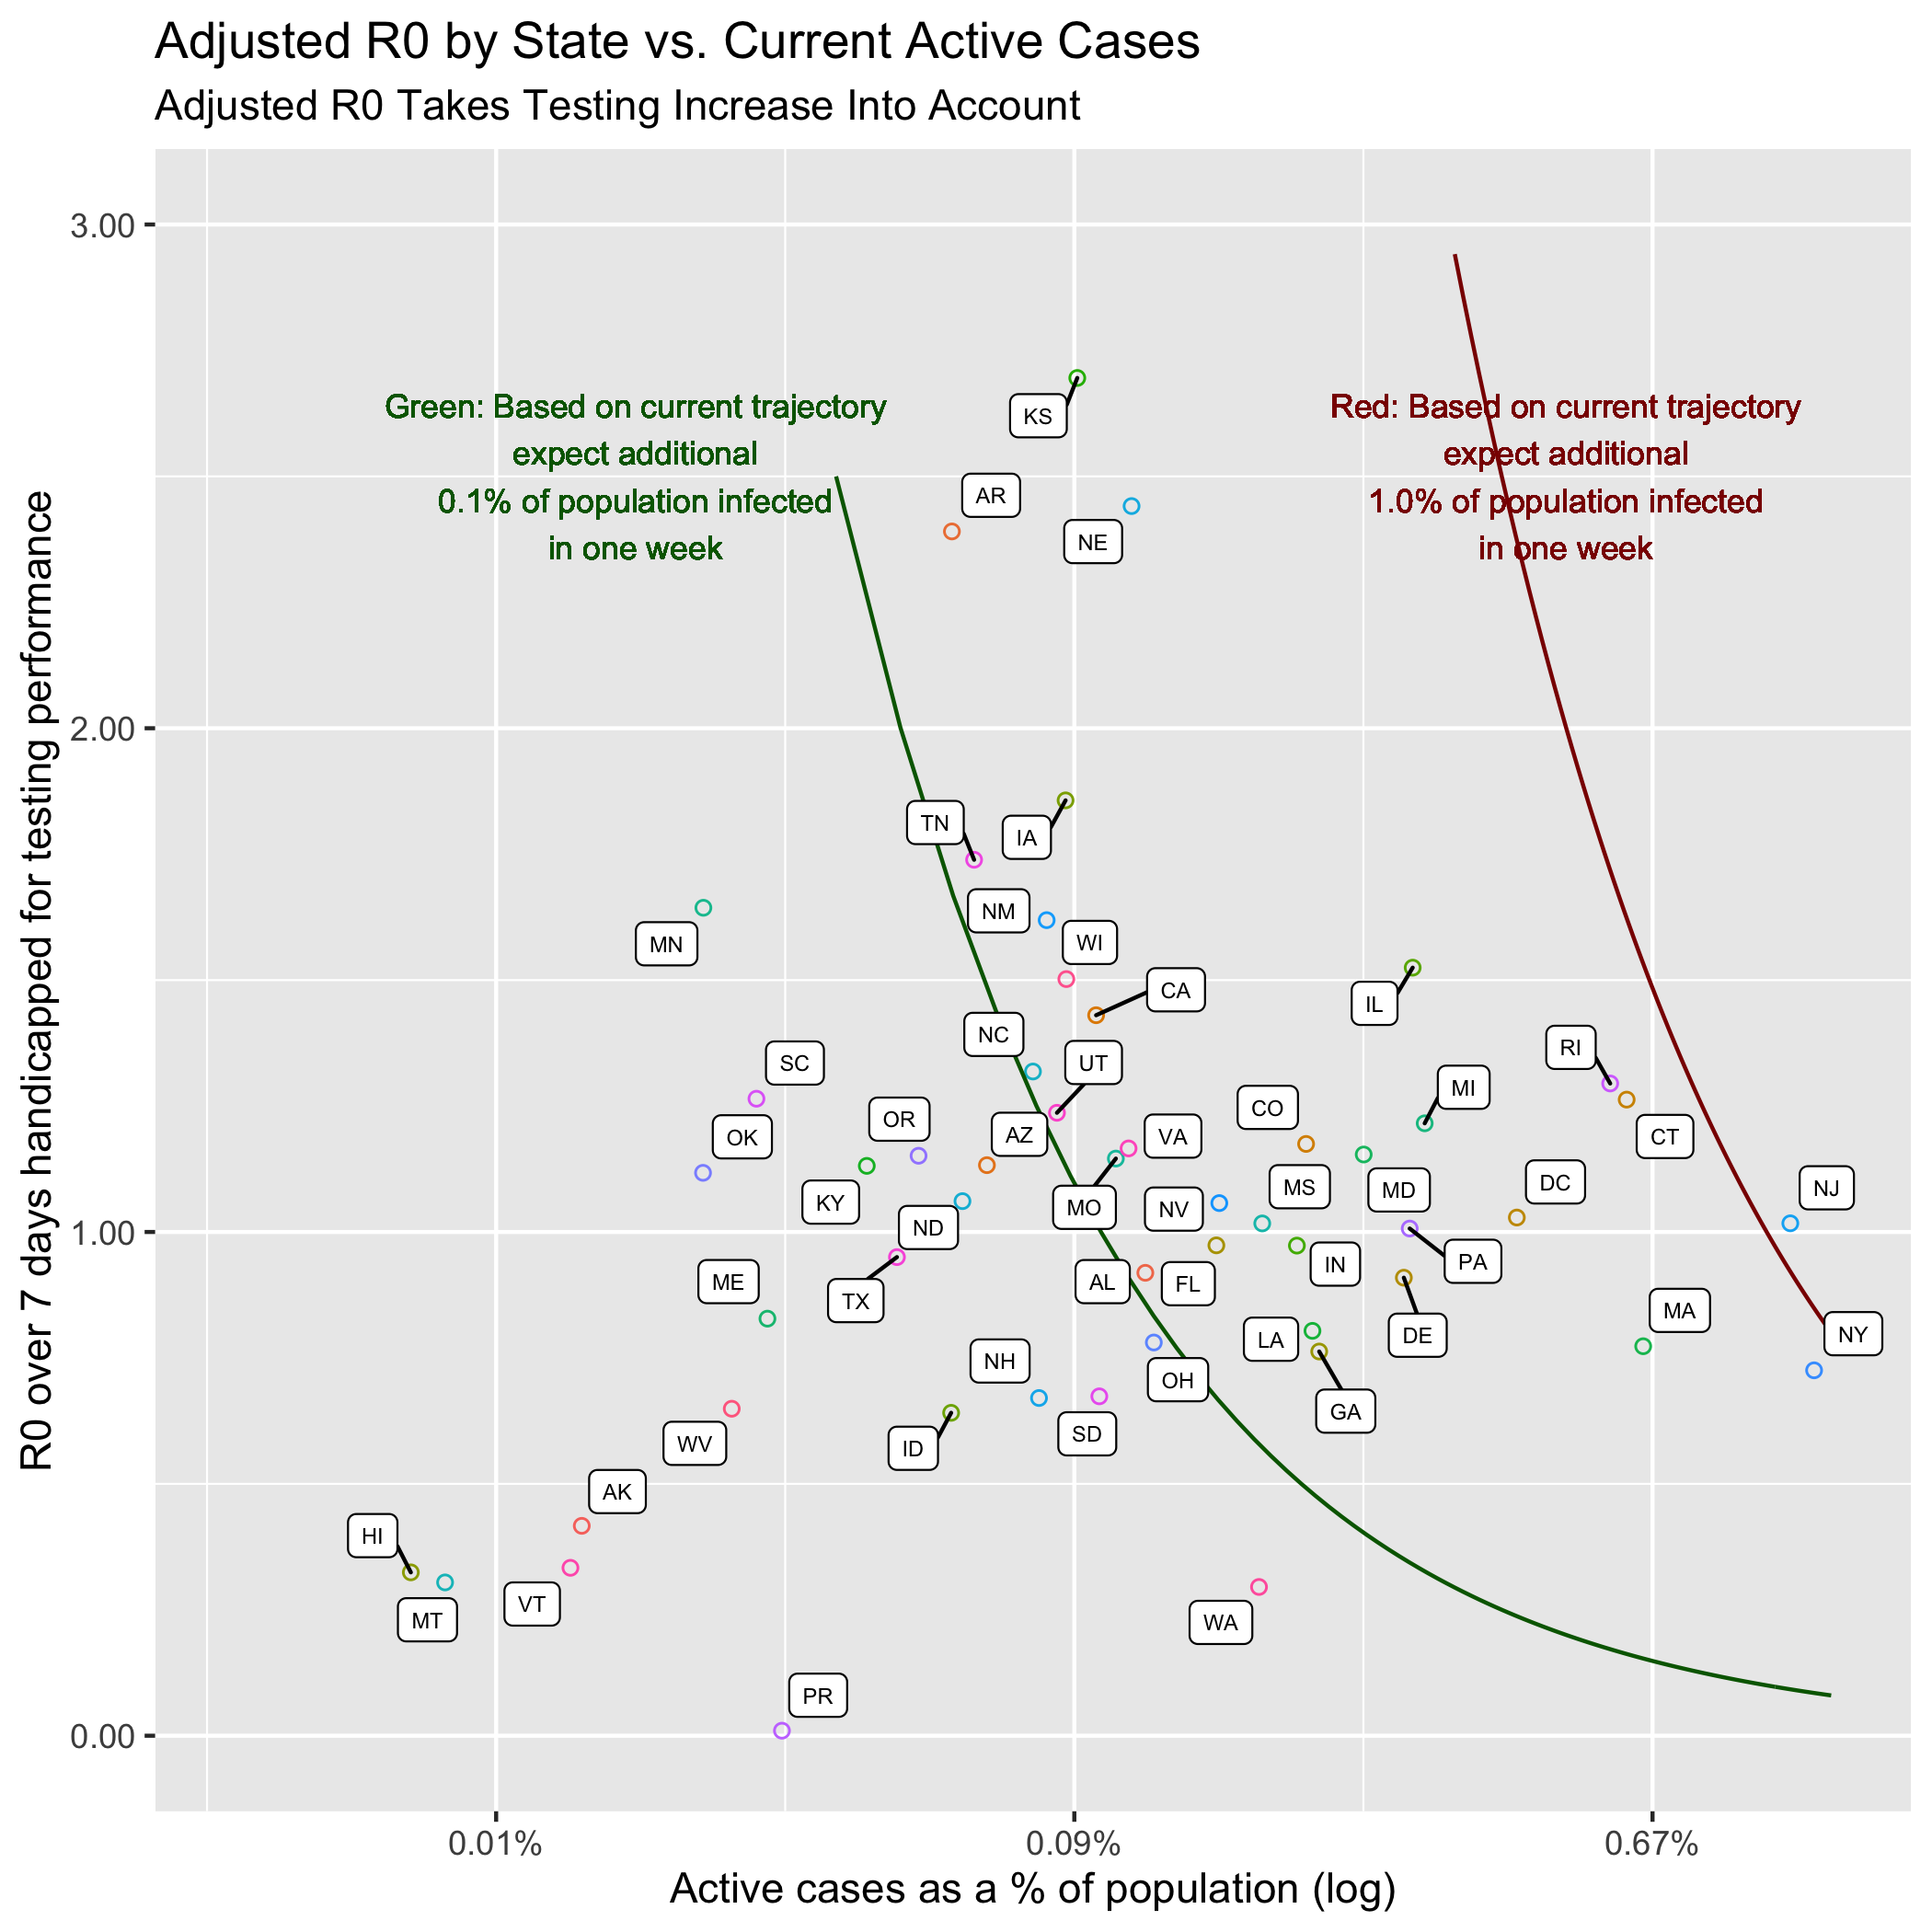 Adjusted R0 by State vs. Current Active Cases
Adjusted R0 Takes Testing Increase Into Account
R0 over 7 days handicapped for testing performance
3.00
2.00
1.00
0.00
Green: Based on current trajectory
expect additional
0.1% of population infected
in one week
Red: Based on current trajectory
expect additional
1.0% of population infected
in one week
KS
AR
NE
TN
IA
NM
MN
WI
CA
IL
NC
RI
SC
UT
MI
CO
OR
AZ
VA
OK
CT
DC
MS
NJ
MD
KY
MO
NV
ND
PA
IN
ME
AL
FL
TX
MA
NY
DE
LA
NH
OH
GA
SD
WV
ID
AK
HI
VT
MT
WA
PR
0.01%
0.09%
0.67%
Active cases as a % of population (log)